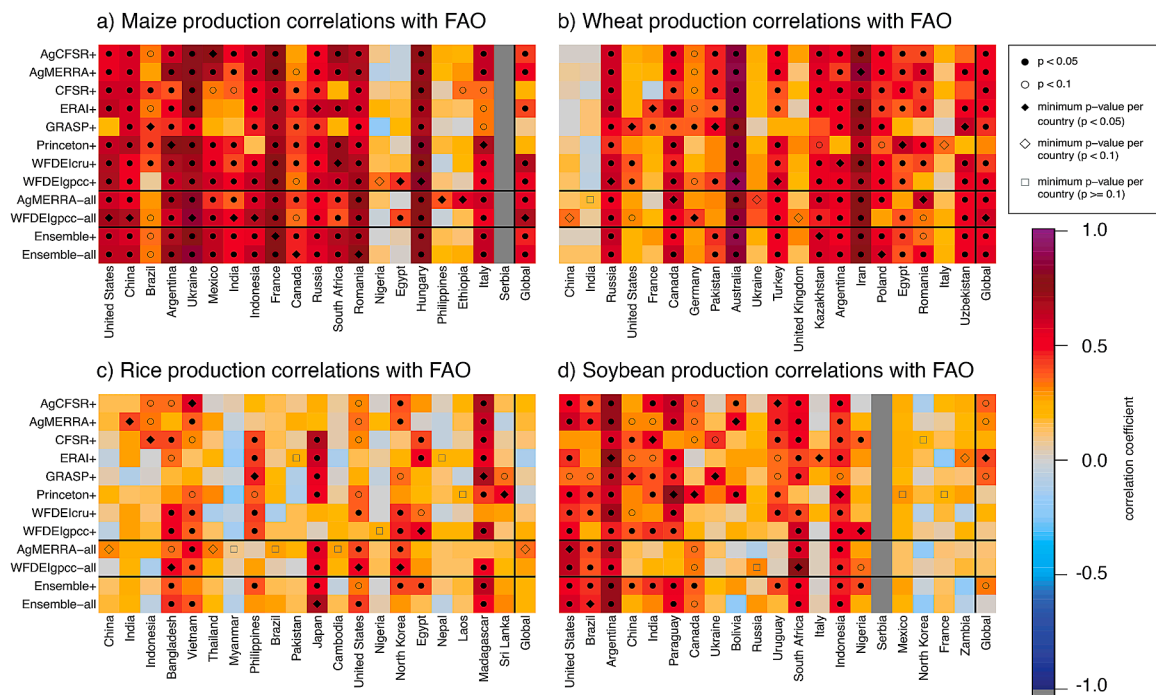 a) Maize production correlations with FAO
AgCFSR+
AgMERRA+
CFSR+
ERAI+
GRASP+
Princeton+
WFDEIcru+
WFDEIgpcc+
AgMERRA-all
WFDEIgpcc-all
Ensemble+
Ensemble-all
United States
China
Brazil
Argentina
Ukraine
Mexico
India
Indonesia
France
Canada
Russia
South Africa
Romania
Nigeria
Egypt
Hungary
Philippines
Ethiopia
Italy
Serbia
Global
b) Wheat production correlations with FAO
China
India
Russia
United States
France
Canada
Germany
Pakistan
Australia
Ukraine
Turkey
United Kingdom
Kazakhstan
Argentina
Iran
Poland
Egypt
Romania
Italy
Uzbekistan
Global
p < 0.05
p < 0.1
minimum p-value per
country (p < 0.05)
minimum p-value per
country (p < 0.1)
minimum p-value per
country (p >= 0.1)
c) Rice production correlations with FAO
AgCFSR+
AgMERRA+
CFSR+
ERAI+
GRASP+
Princeton+
WFDEIcru+
WFDEIgpcc+
AgMERRA-all
WFDEIgpcc-all
Ensemble+
Ensemble-all
China
India
Indonesia
Bangladesh
Vietnam
Thailand
Myanmar
Philippines
Brazil
Pakistan
Japan
Cambodia
United States
Nigeria
North Korea
Egypt
Nepal
Laos
Madagascar
Sri Lanka
Global
d) Soybean production correlations with FAO
United States
Brazil
Argentina
China
India
Paraguay
Canada
Ukraine
Bolivia
Russia
Uruguay
South Africa
Italy
Indonesia
Nigeria
Serbia
Mexico
North Korea
France
Zambia
Global
1.0
0.5
0.0
-0.5
-1.0
correlation coefficient